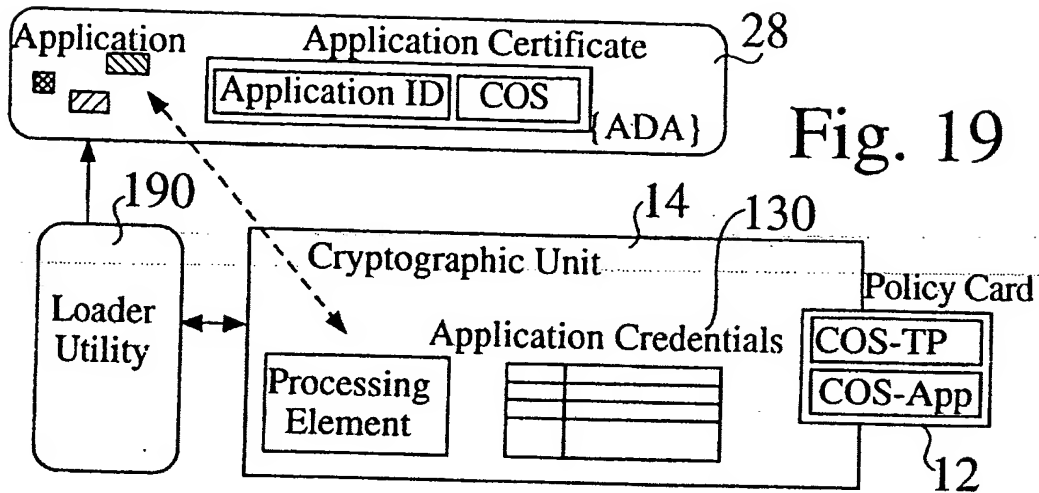 Application
Application Certificate
28
Application ID
COS
{ADA}
Fig. 19
190
14
130
Cryptographic Unit
Policy Card
Loader
Utility
Application Credentials
COS-TP
COS-App
Processing
Element
12